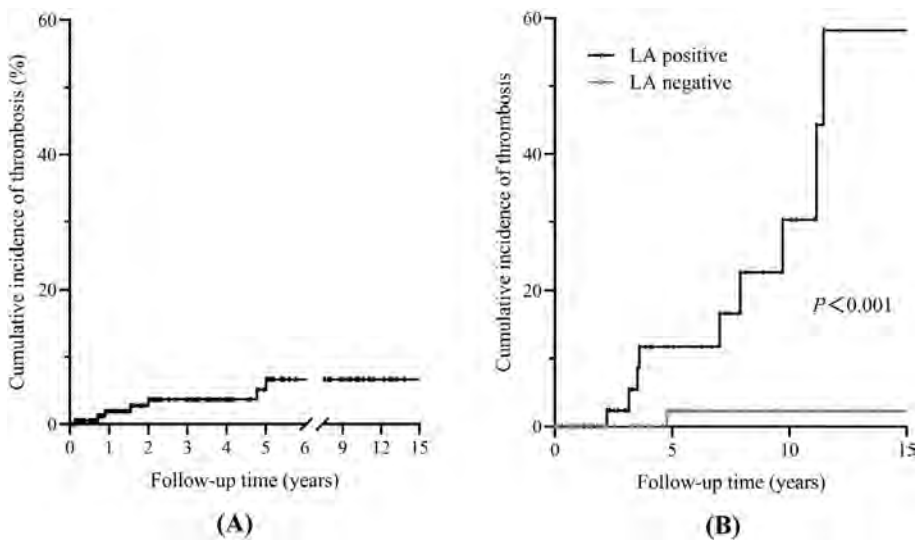 60
40
20
0
Cumulative incidence of thrombosis (%)
0 1 2 3 4 5 6 9 12 15
Follow-up time (years)
(A)
60
40
20
0
Cumulative incidence of thrombosis
LA positive
LA negative
P<0.001
0 5 10 15
Follow-up time (years)
(B)